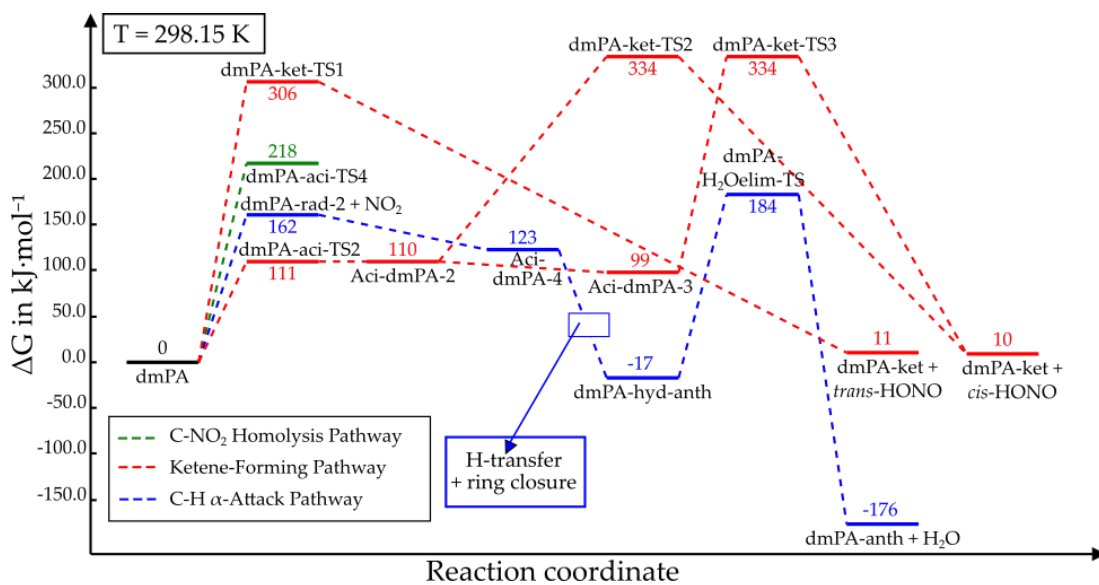 T = 298.15 K
ΔG in kJ·mol⁻¹
300.0
250.0
200.0
150.0
100.0
50.0
0.0
-50.0
-100.0
-150.0
0
dmPA
dmPA-ket-TS1
306
218
dmPA-aci-TS4
dmPA-rad-2 + NO₂
162
dmPA-aci-TS2
111
110
Aci-dmPA-2
123
Aci-
dmPA-4
dmPA-ket-TS2
334
99
Aci-dmPA-3
-17
dmPA-hyd-anth
dmPA-ket-TS3
334
dmPA-
H₂Oelim-TS
184
11
dmPA-ket +
trans-HONO
10
dmPA-ket +
cis-HONO
-176
dmPA-anth + H₂O
H-transfer
+ ring closure
C-NO₂ Homolysis Pathway
Ketene-Forming Pathway
C-H α-Attack Pathway
Reaction coordinate